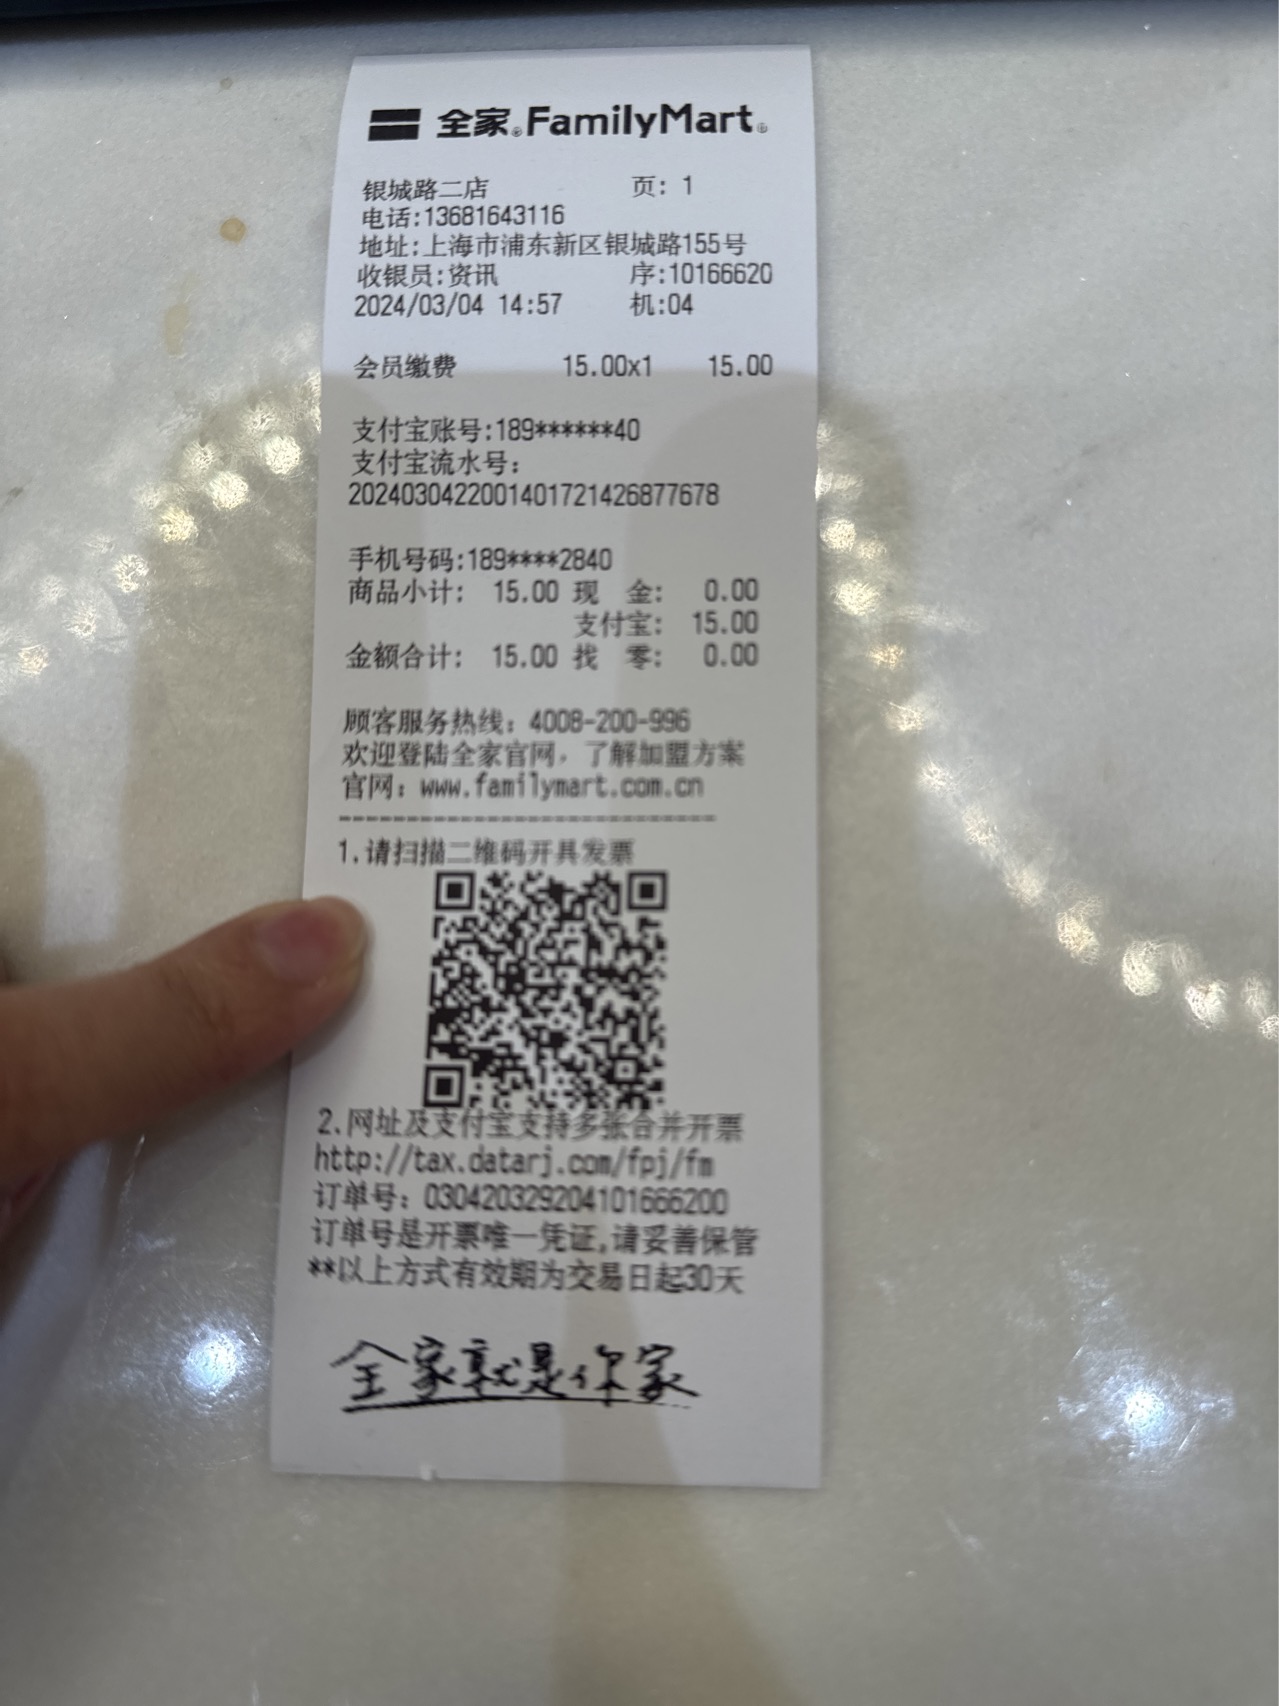 全家 FamilyMart
银城路二店 页: 1
电话:13681643116
地址:上海市浦东新区银城路155号
收银员:资讯 序:10166620
2024/03/04 14:57 机:04
会员缴费 15.00x1 15.00
支付宝账号:189******40
支付宝流水号:
2024030422001401721426877678
手机号码:189****2840
商品小计: 15.00 现 金: 0.00
支付宝: 15.00
金额合计: 15.00 找 零: 0.00
顾客服务热线: 4008-200-996
欢迎登陆全家官网，了解加盟方案
官网: www.familymart.com.cn
----------------------------
1.请扫描二维码开具发票
2.网址及支付宝支持多张合并开票
http://tax.datarj.com/fpj/fm
订单号: 030420329204101666200
订单号是开票唯一凭证,请妥善保管
**以上方式有效期为交易日起30天
全家就是你家